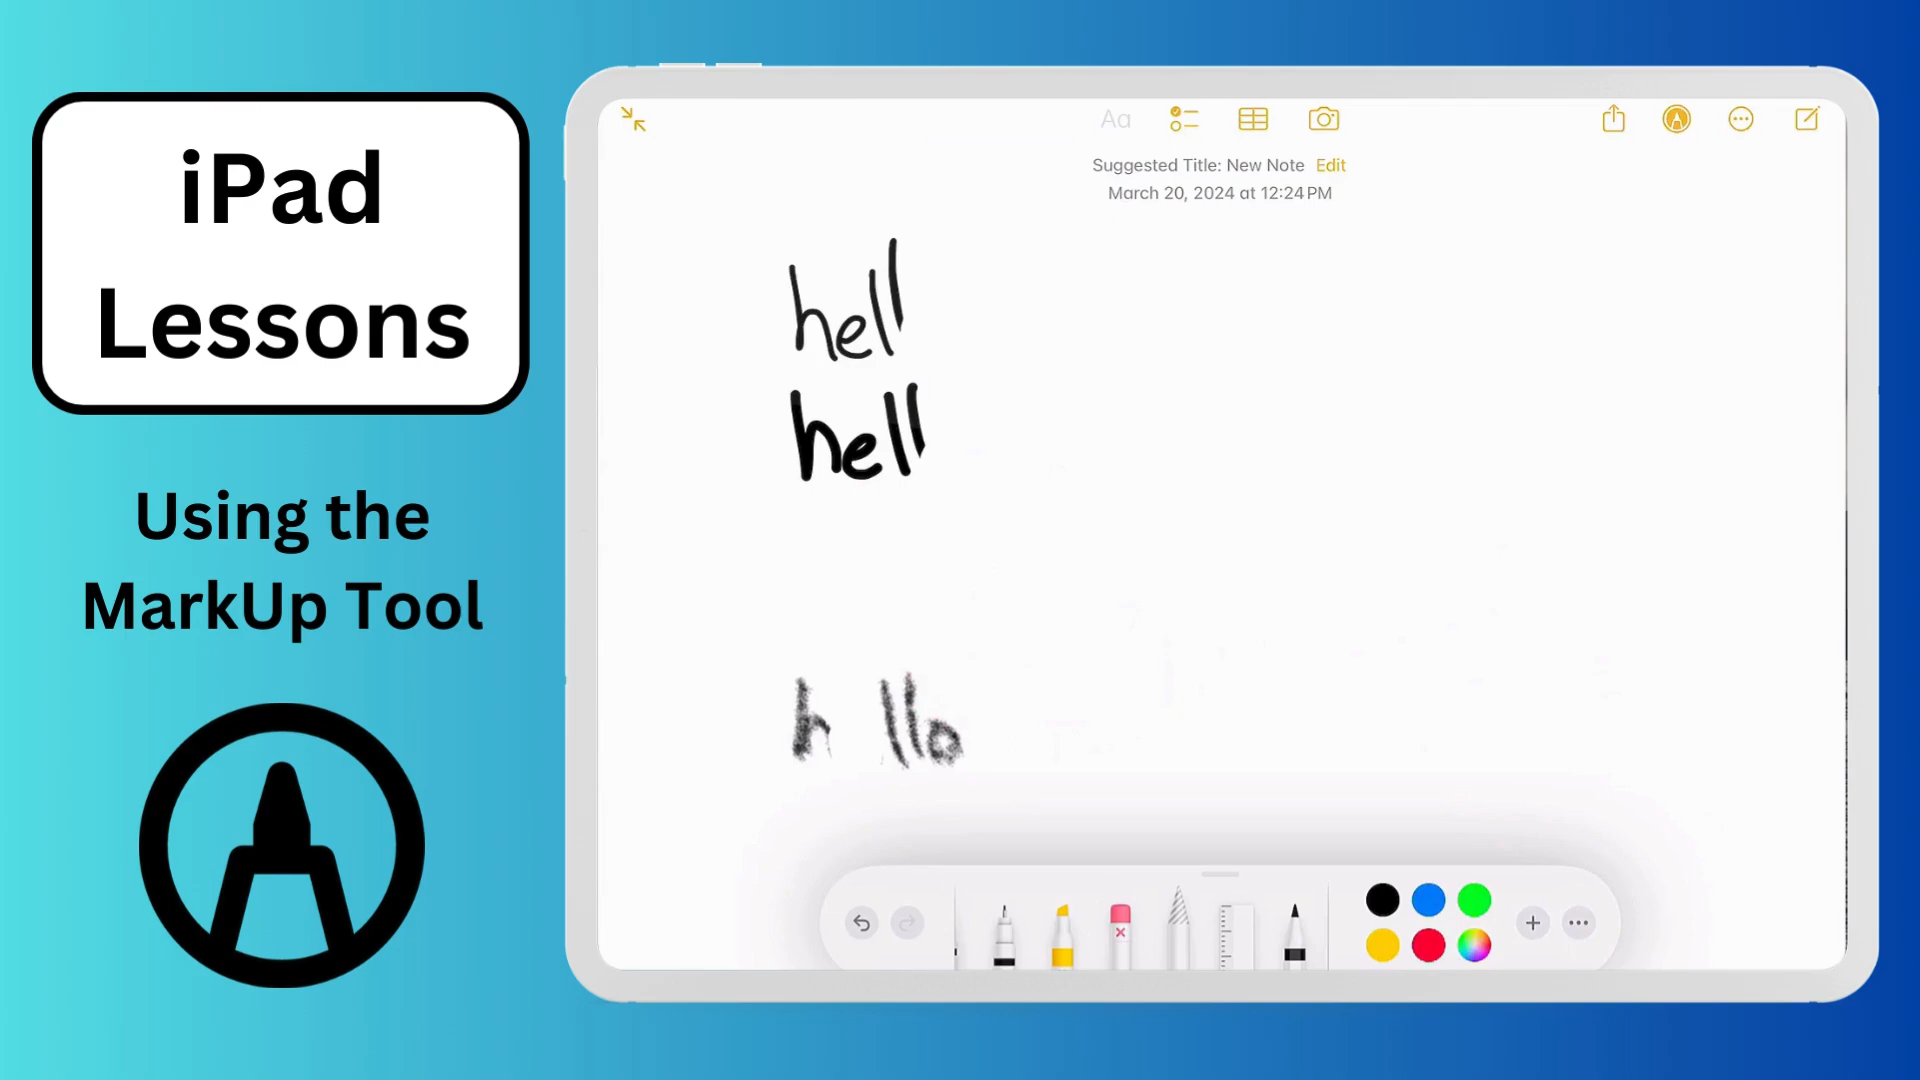 iPad
Lessons
Using the
MarkUp Tool
Aa
Suggested Title: New Note Edit
March 20, 2024 at 12:24 PM
hell
hell
h llo